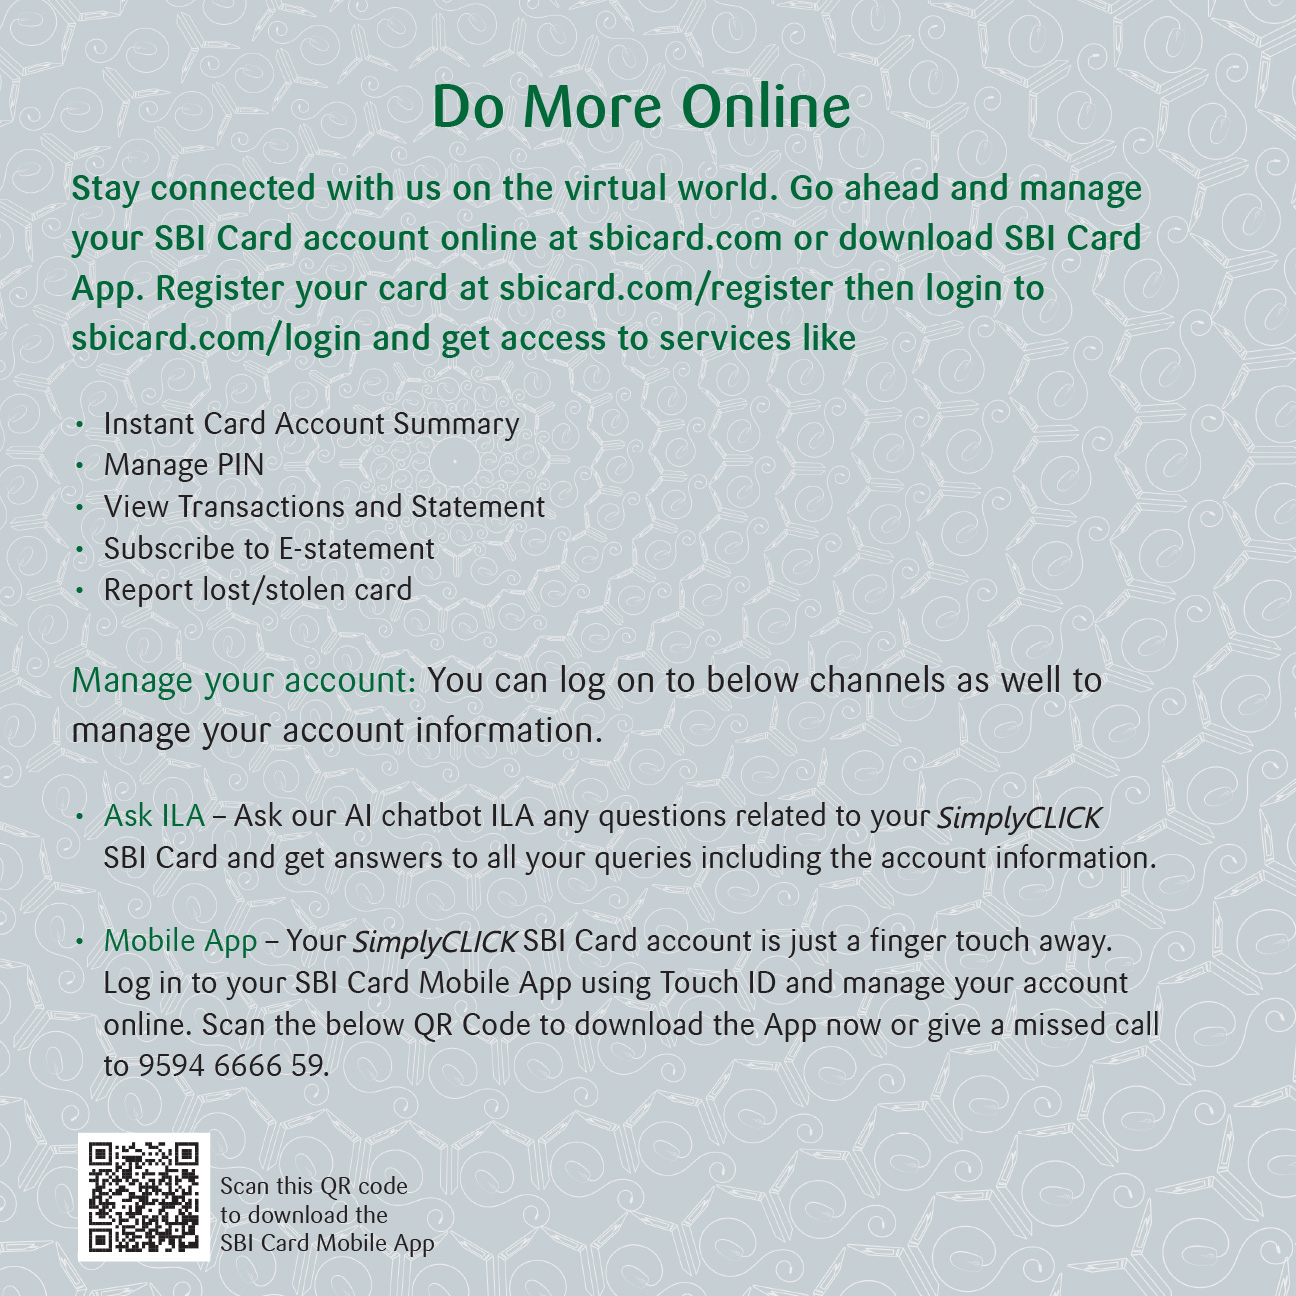 Do More Online
Stay connected with us on the virtual world. Go ahead and manage
your SBI Card account online at sbicard.com or download SBI Card
App. Register your card at sbicard.com/register then login to
sbicard.com/login and get access to services like
• Instant Card Account Summary
• Manage PIN
• View Transactions and Statement
• Subscribe to E-statement
• Report lost/stolen card
Manage your account: You can log on to below channels as well to
manage your account information.
• Ask ILA – Ask our AI chatbot ILA any questions related to your SimplyCLICK
SBI Card and get answers to all your queries including the account information.
• Mobile App – Your SimplyCLICK SBI Card account is just a finger touch away.
Log in to your SBI Card Mobile App using Touch ID and manage your account
online. Scan the below QR Code to download the App now or give a missed call
to 9594 6666 59.
Scan this QR code
to download the
SBI Card Mobile App